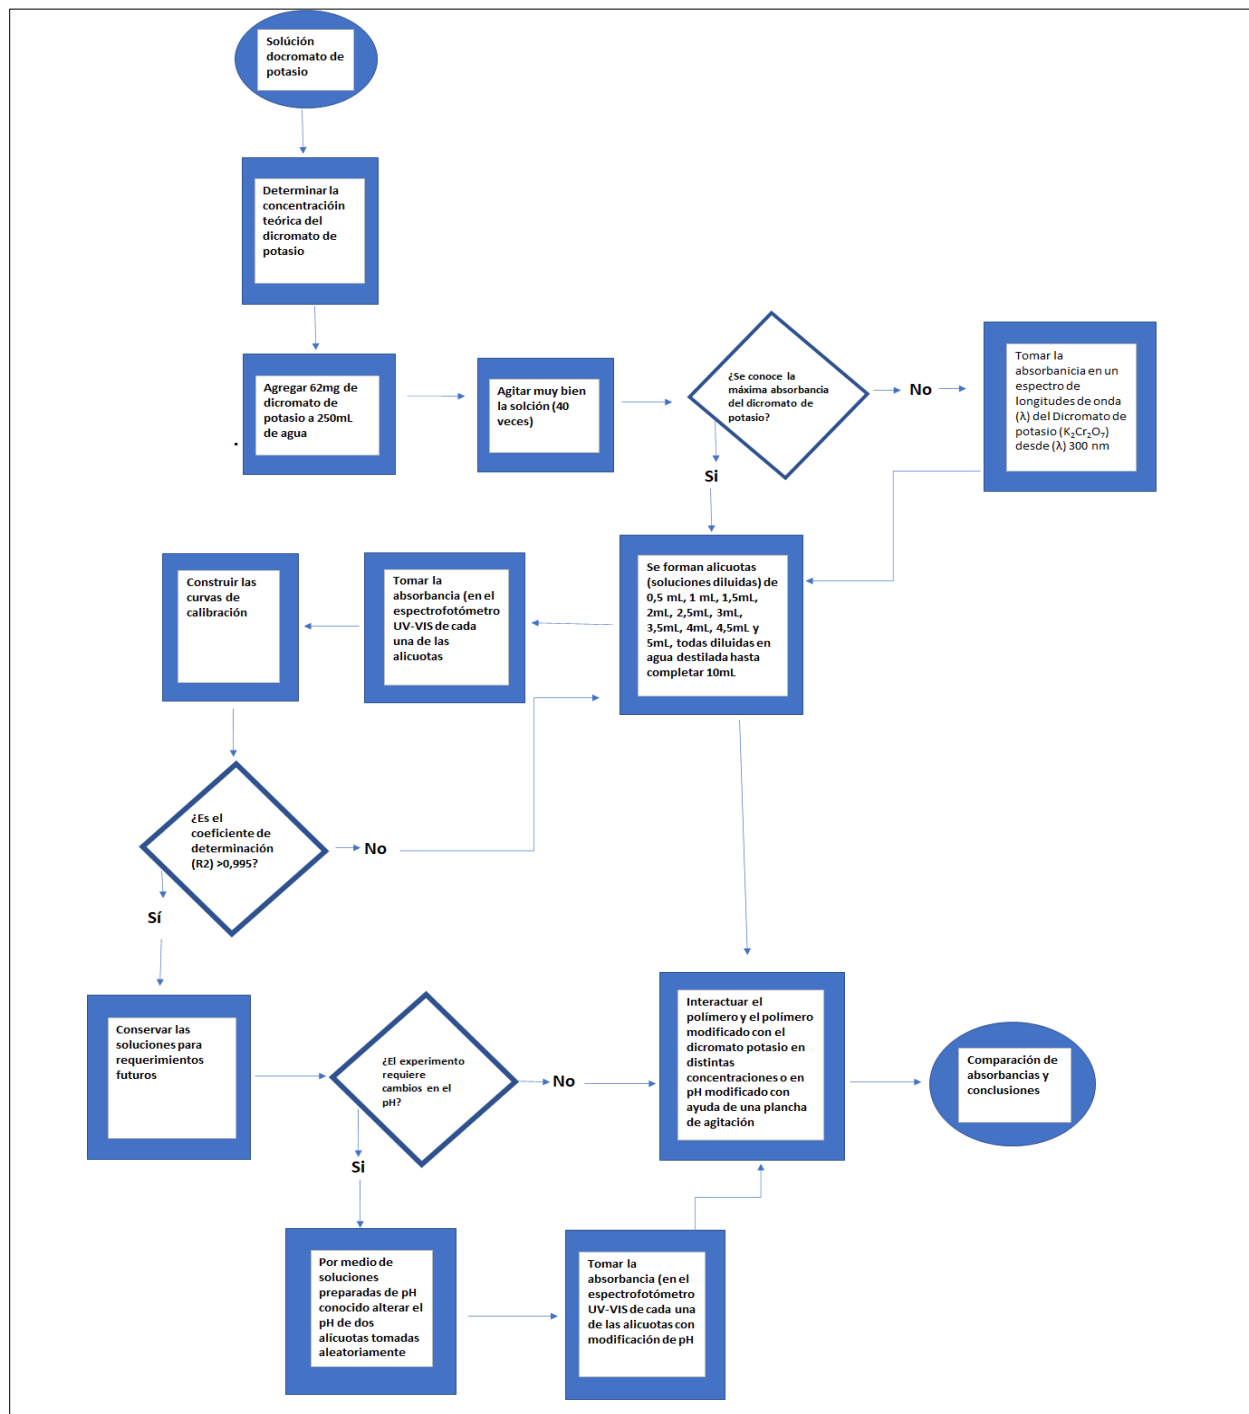 Solúción
docromato de
potasio
Determinar la
concentracióin
teórica del
dicromato de
potasio
Agregar 62mg de
dicromato de
potasio a 250mL
de agua
.
Agitar muy bien
la solción (40
veces)
¿Se conoce la
máxima absorbancia
del dicromato de
potasio?
No
Si
Tomar la
absorbanicia en un
espectro de
longitudes de onda
(λ) del Dicromato de
potasio (K₂Cr₂O₇)
desde (λ) 300 nm
Se forman alicuotas
(soluciones diluidas) de
0,5 mL, 1 mL, 1,5mL,
2mL, 2,5mL, 3mL,
3,5mL, 4mL, 4,5mL y
5mL, todas diluidas en
agua destilada hasta
completar 10mL
Tomar la
absorbancia (en el
espectrofotómetro
UV-VIS de cada
una de las
alicuotas
Construir las
curvas de
calibración
¿Es el
coeficiente de
determinación
(R2) >0,995?
No
Sí
Conservar las
soluciones para
requerimientos
futuros
¿El experimento
requiere
cambios en el
pH?
No
Si
Interactuar el
polímero y el polímero
modificado con el
dicromato potasio en
distintas
concentraciones o en
pH modificado con
ayuda de una plancha
de agitación
Comparación de
absorbancias y
conclusiones
Por medio de
soluciones
preparadas de pH
conocido alterar el
pH de dos
alícuotas tomadas
aleatoriamente
Tomar la
absorbancia (en el
espectrofotómetro
UV-VIS de cada una
de las alicuotas con
modificación de pH